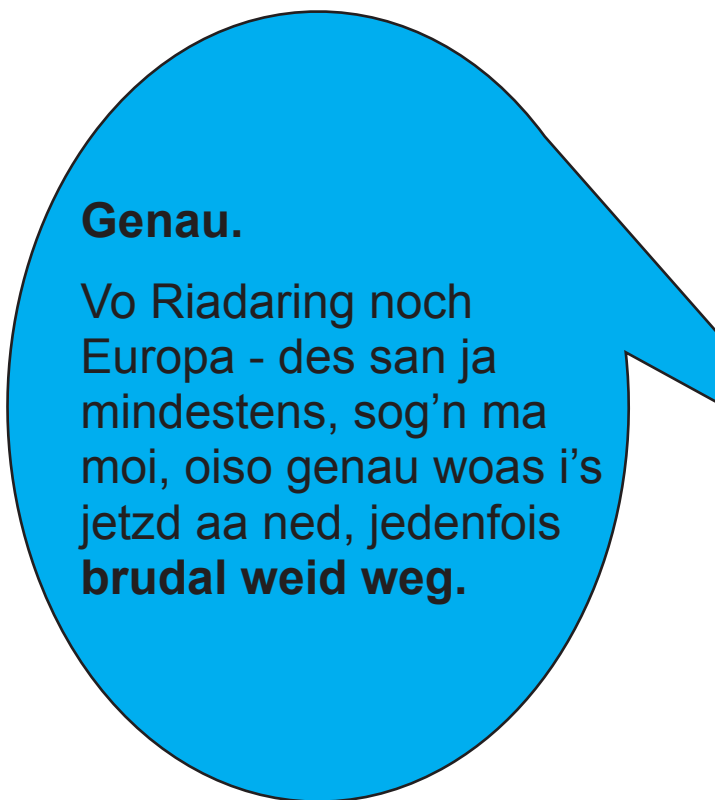 Genau.
Vo Riadaring noch
Europa - des san ja
mindestens, sog’n ma
moi, oiso genau woas i’s
jetzd aa ned, jedenfois
brudal weid weg.